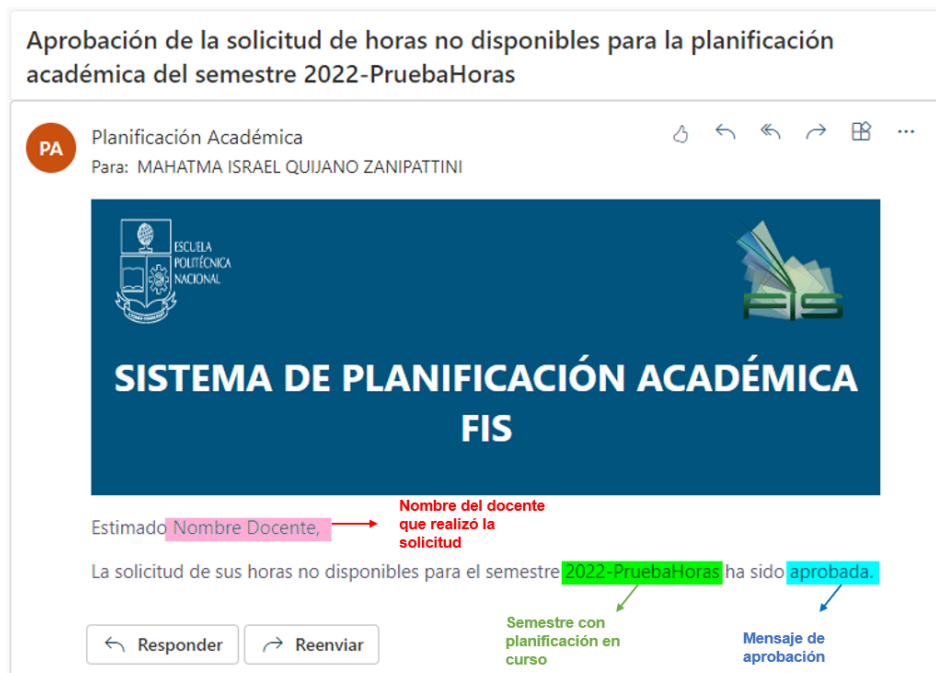 Aprobación de la solicitud de horas no disponibles para la planificación
académica del semestre 2022-PruebaHoras
PA
Planificación Académica
Para: MAHATMA ISRAEL QUIJANO ZANIPATTINI
ESCUELA
POLITÉCNICA
NACIONAL
FIS
SISTEMA DE PLANIFICACIÓN ACADÉMICA
FIS
Estimado Nombre Docente,
Nombre del docente
que realizó la
solicitud
La solicitud de sus horas no disponibles para el semestre 2022-PruebaHoras ha sido aprobada.
Semestre con
planificación en
curso
Mensaje de
aprobación
Responder
Reenviar